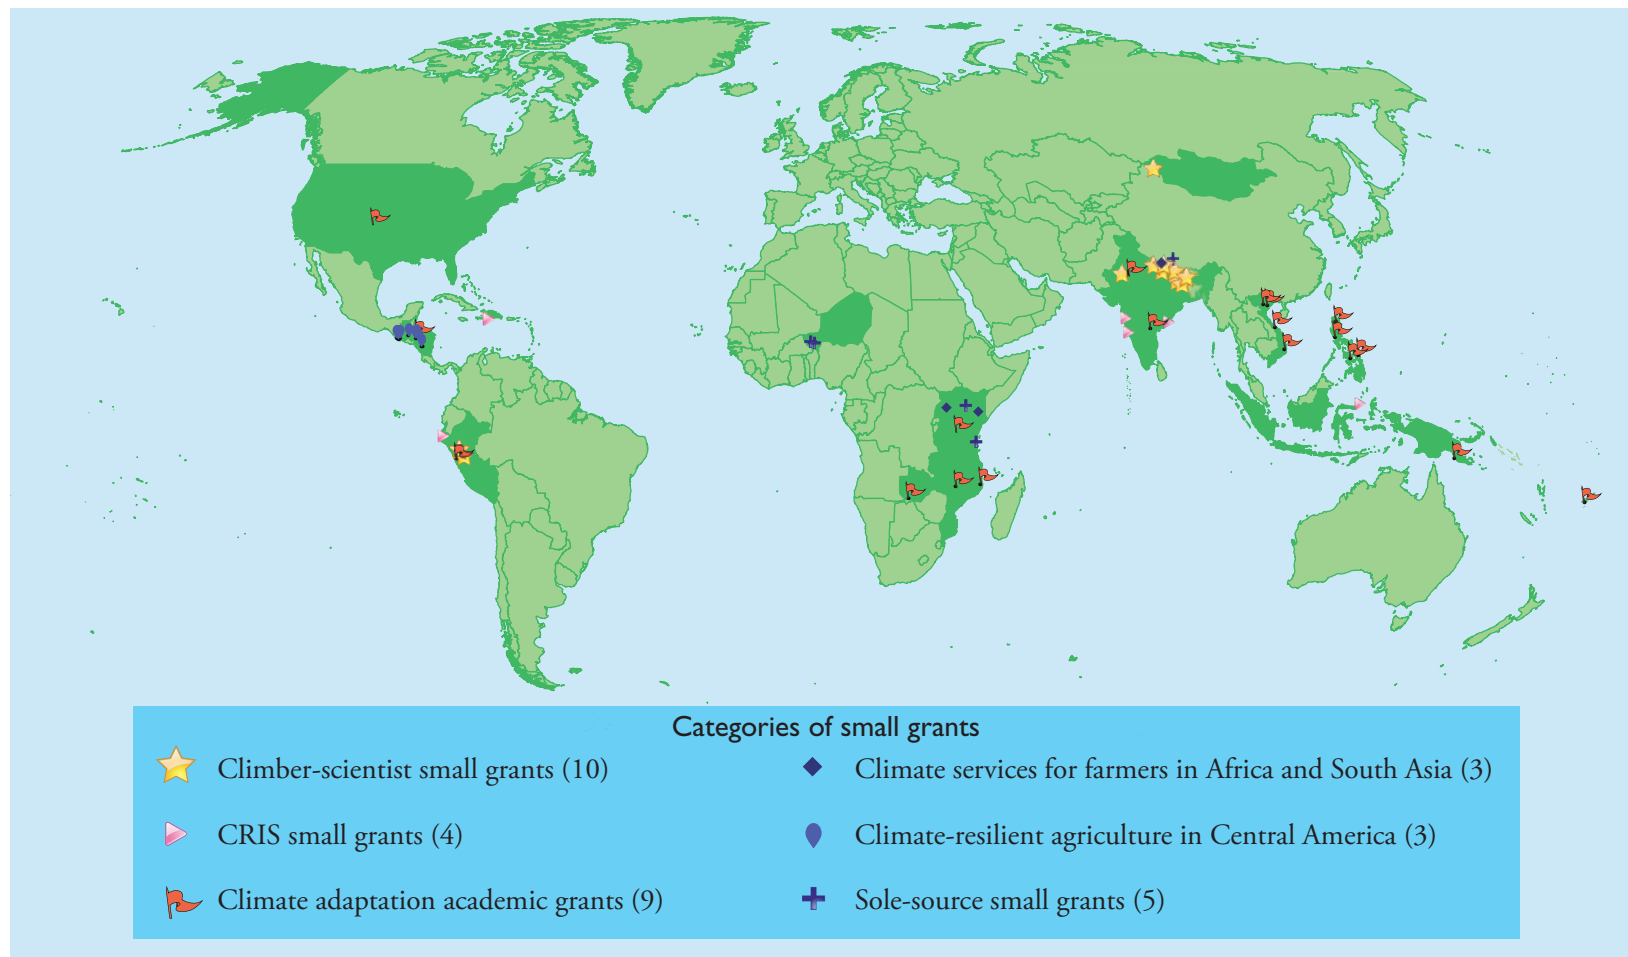 Categories of small grants
Climber-scientist small grants (10)
CRIS small grants (4)
Climate adaptation academic grants (9)
Climate services for farmers in Africa and South Asia (3)
Climate-resilient agriculture in Central America (3)
Sole-source small grants (5)